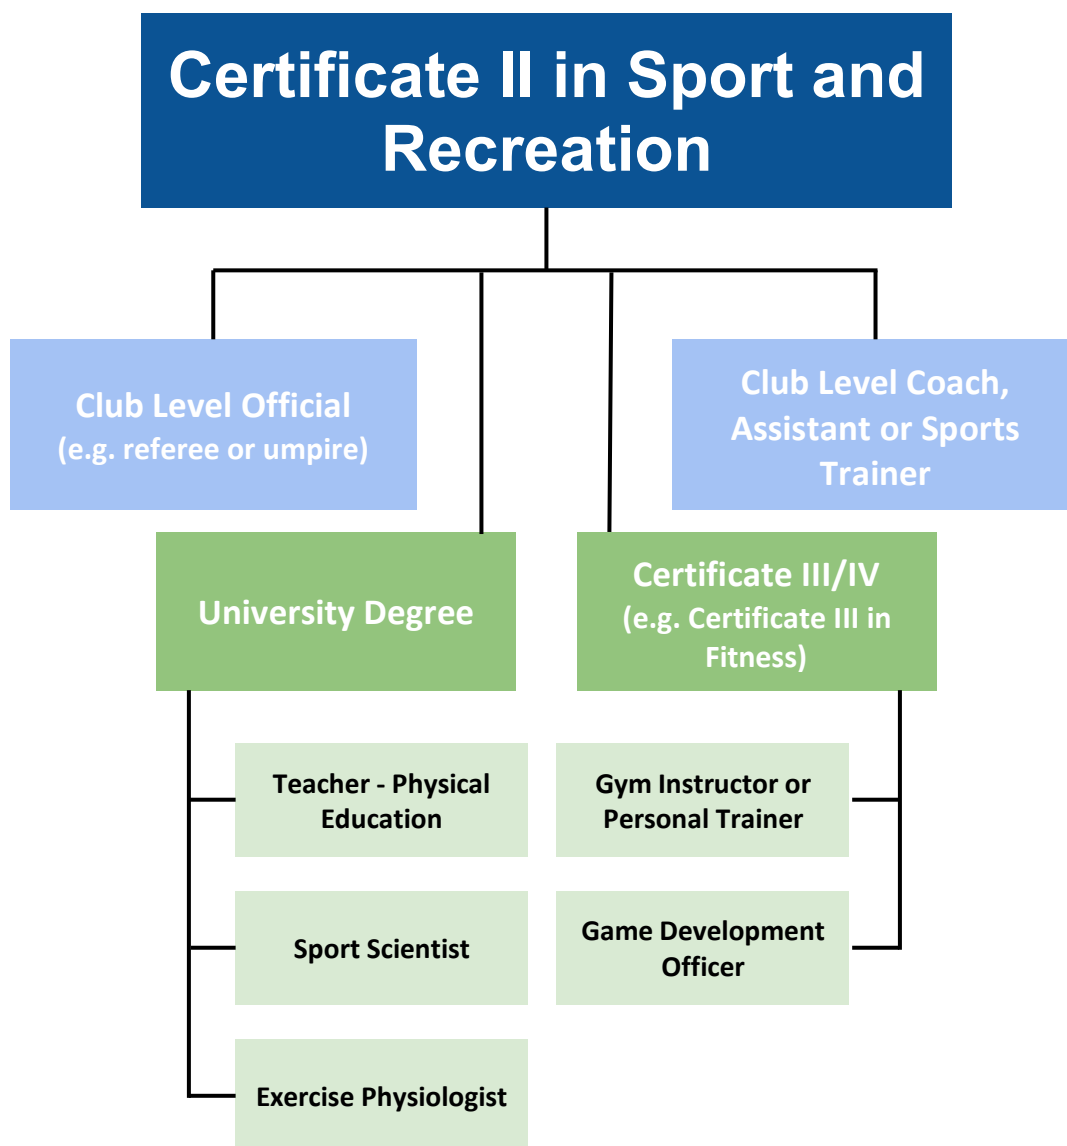 Certificate II in Sport and
Recreation
Club Level Official
(e.g. referee or umpire)
Club Level Coach,
Assistant or Sports
Trainer
University Degree
Certificate III/IV
(e.g. Certificate III in
Fitness)
Teacher - Physical
Education
Gym Instructor or
Personal Trainer
Sport Scientist
Game Development
Officer
Exercise Physiologist